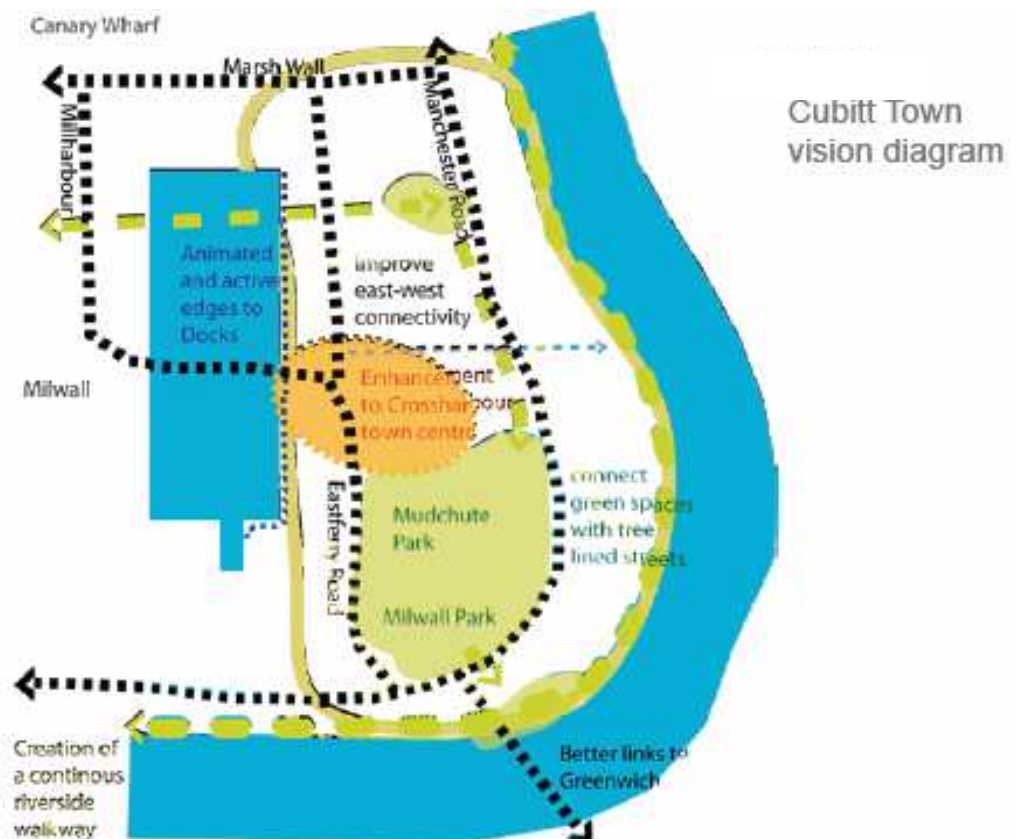 Canary Wharf
Marsh Wall
Millharbour
Manchester Road
Cubitt Town
vision diagram
Animated
and active
edges to
Docks
improve
east-west
connectivity
Milwall
Enhancement
to Crossharbour
town centre
Eastferry Road
Mudchute
Park
Milwall Park
connect
green spaces
with tree
lined streets
Creation of
a continous
riverside
walkway
Better links to
Greenwich